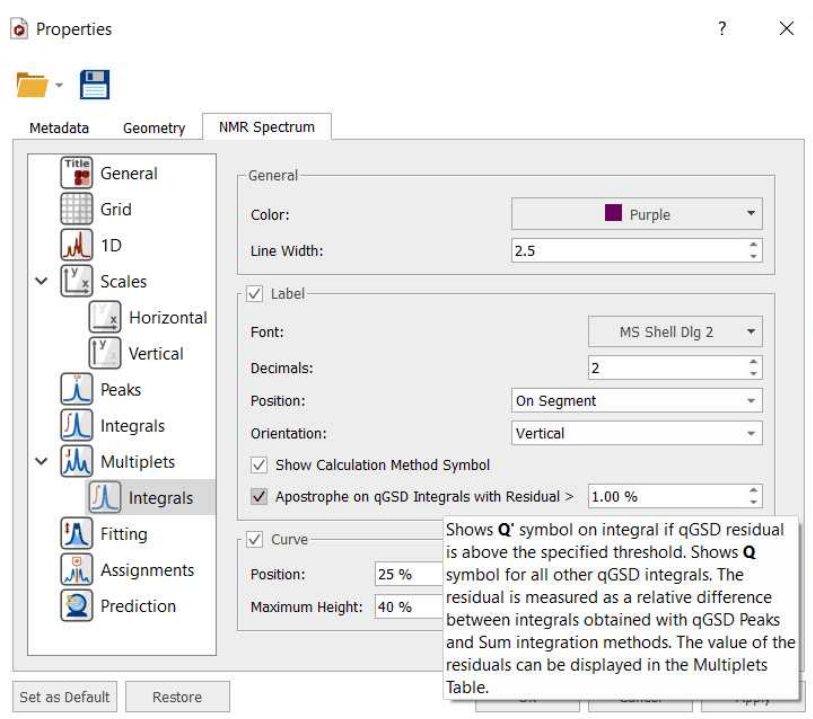 Properties
?
Metadata Geometry NMR Spectrum
Title
General
Grid
1D
Scales
Horizontal
Vertical
Peaks
Integrals
Multiplets
Integrals
Fitting
Assignments
Prediction
General
Color: Purple
Line Width: 2.5
Label
Font: MS Shell Dlg 2
Decimals: 2
Position: On Segment
Orientation: Vertical
Show Calculation Method Symbol
Apostrophe on qGSD Integrals with Residual > 1.00 %
Curve
Position: 25 %
Maximum Height: 40 %
Shows Q' symbol on integral if qGSD residual
is above the specified threshold. Shows Q
symbol for all other qGSD integrals. The
residual is measured as a relative difference
between integrals obtained with qGSD Peaks
and Sum integration methods. The value of the
residuals can be displayed in the Multiplets
Table.
Set as Default Restore